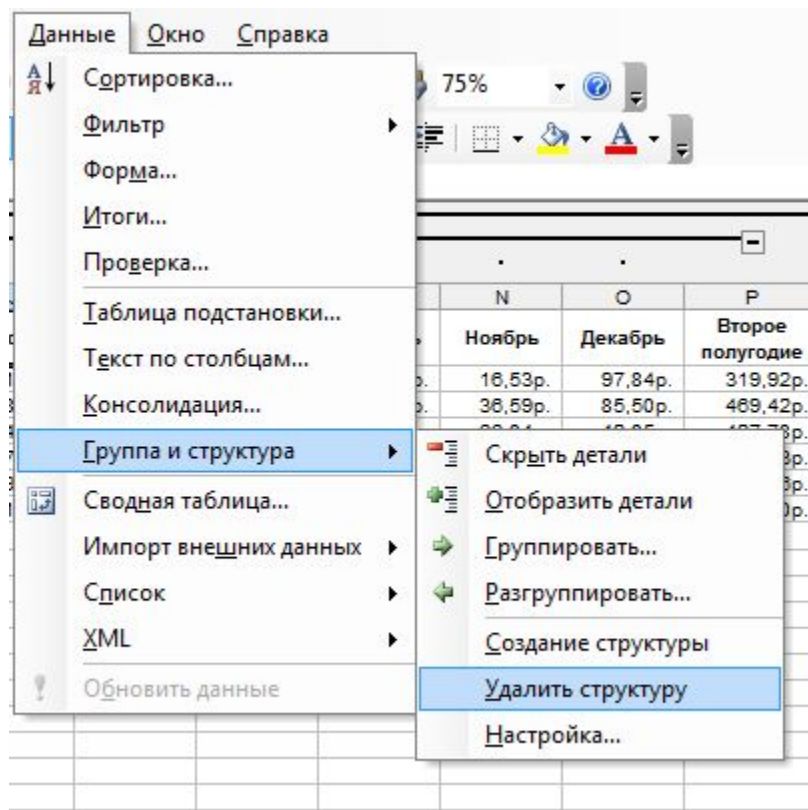 Данные Окно Справка
Сортировка...
75%
Фильтр
Форма...
Итоги...
Проверка...
Таблица подстановки...
N O P
Ноябрь Декабрь Второе полугодие
Текст по столбцам...
16,53р. 97,84р. 319,92р.
Консолидация...
36,59р. 85,50р. 469,42р.
Группа и структура
Скрыть детали
Сводная таблица...
Отобразить детали
Импорт внешних данных
Группировать...
Список
Разгруппировать...
XML
Создание структуры
Обновить данные
Удалить структуру
Настройка...